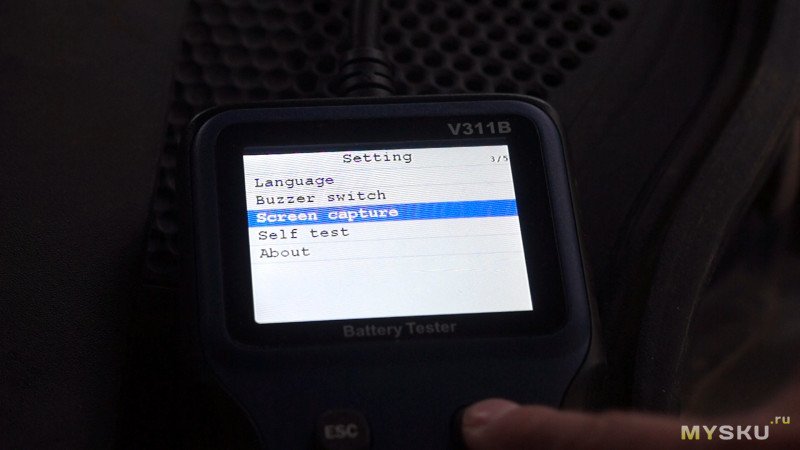 V311B
Setting 3/5
Language
Buzzer switch
Screen capture
Self test
About
Battery Tester
ESC
MYSKU.ru